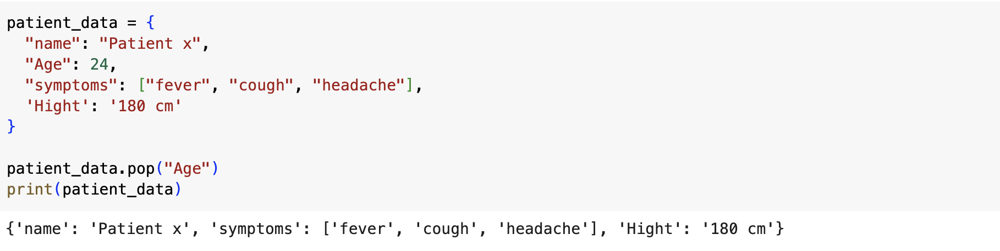 patient_data = {
  "name": "Patient x",
  "Age": 24,
  "symptoms": ["fever", "cough", "headache"],
  'Hight': '180 cm'
}
patient_data.pop("Age")
print(patient_data)
{'name': 'Patient x', 'symptoms': ['fever', 'cough', 'headache'], 'Hight': '180 cm'}